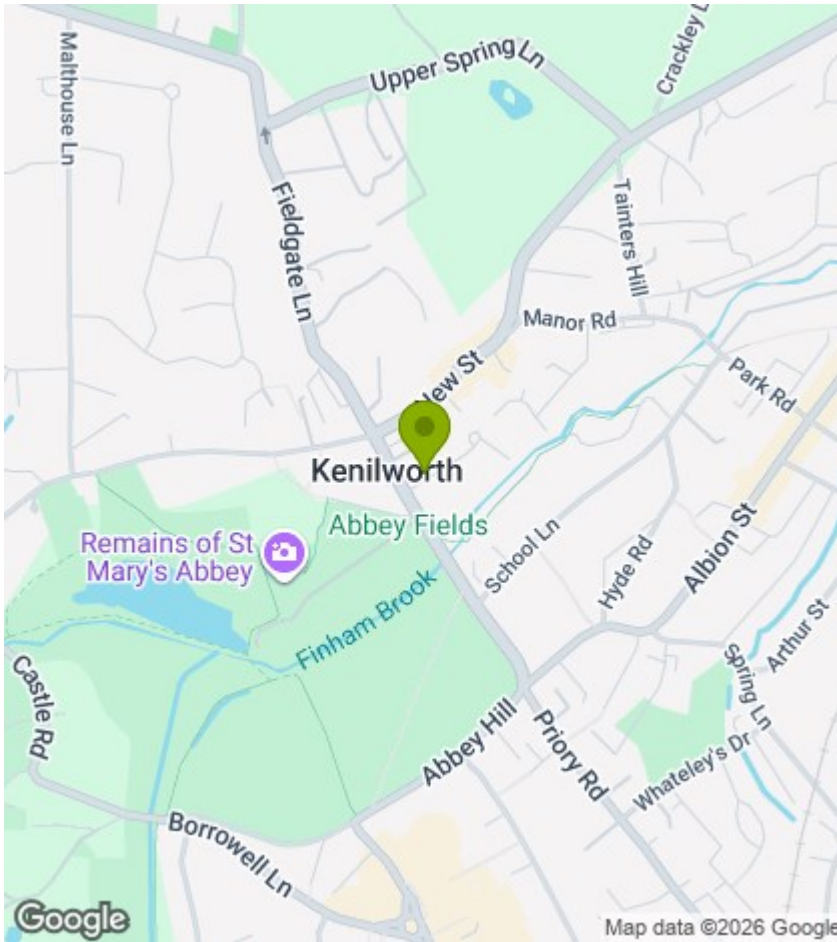 Malthouse Ln
Upper Spring Ln
Crackley L
Fieldgate Ln
Tainters Hill
Manor Rd
New St
Park Rd
Kenilworth
Abbey Fields
Remains of St
Mary's Abbey
School Ln
Albion St
Hyde Rd
Finham Brook
Arthur St
Spring Ln
Castle Rd
Abbey Hill
Priory Rd
Whateley's Dr
Borrowell Ln
Google
Map data ©2026 Google